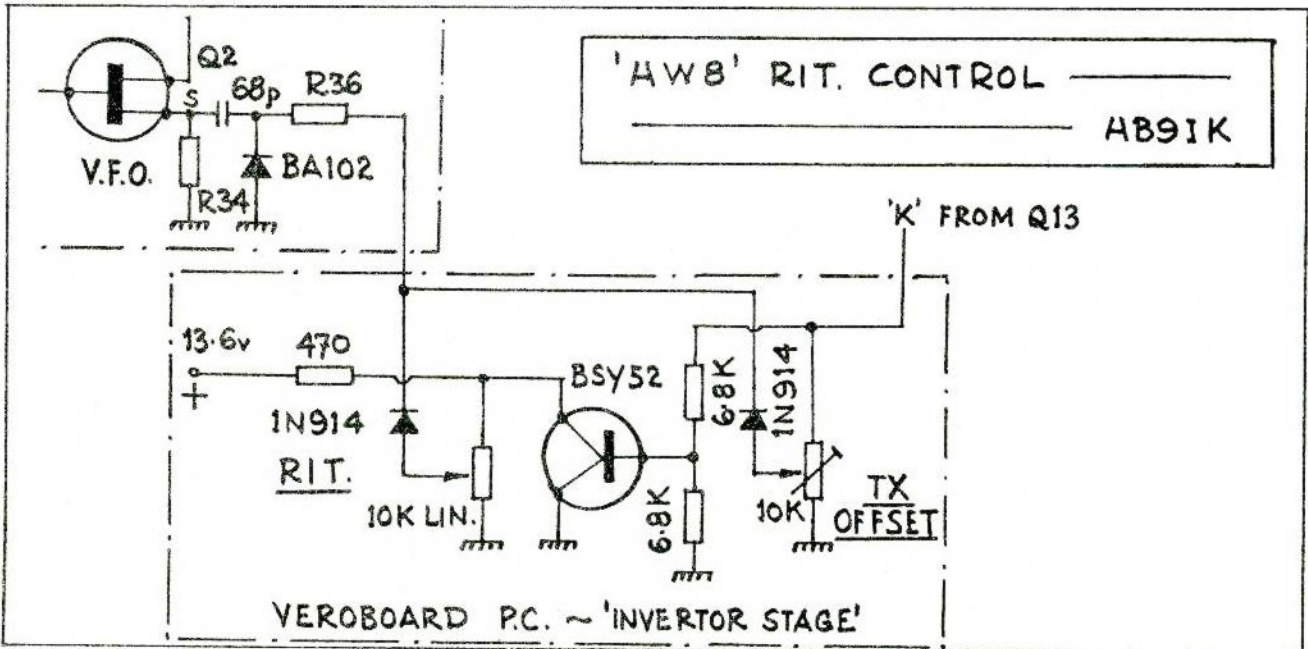 'HW8' RIT. CONTROL
HB9IK
Q2
S
68p
R36
V.F.O.
R34
BA102
'K' FROM Q13
13.6v
+
470
BSY52
6.8K
1N914
1N914
RIT.
10K LIN.
6.8K
10K
TX
OFFSET
VEROBOARD P.C. ~ 'INVERTOR STAGE'